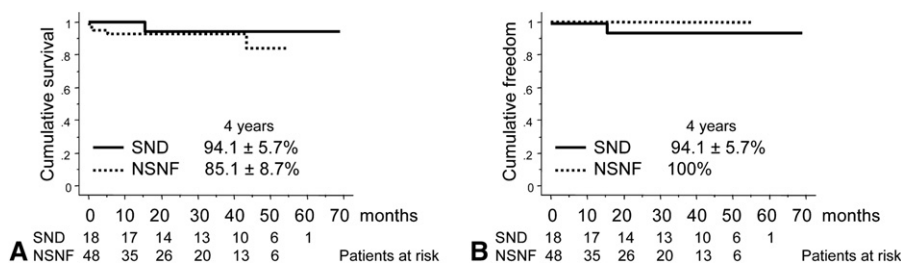 Cumulative survival
1
.8
.6
.4
.2
0
4 years
SND 94.1 ± 5.7%
NSNF 85.1 ± 8.7%
0 10 20 30 40 50 60 70 months
SND 18 17 14 13 10 6 1
NSNF 48 35 26 20 13 6 Patients at risk
A
Cumulative freedom
1
.8
.6
.4
.2
0
4 years
SND 94.1 ± 5.7%
NSNF 100%
0 10 20 30 40 50 60 70 months
SND 18 17 14 13 10 6 1
NSNF 48 35 26 20 13 6 Patients at risk
B